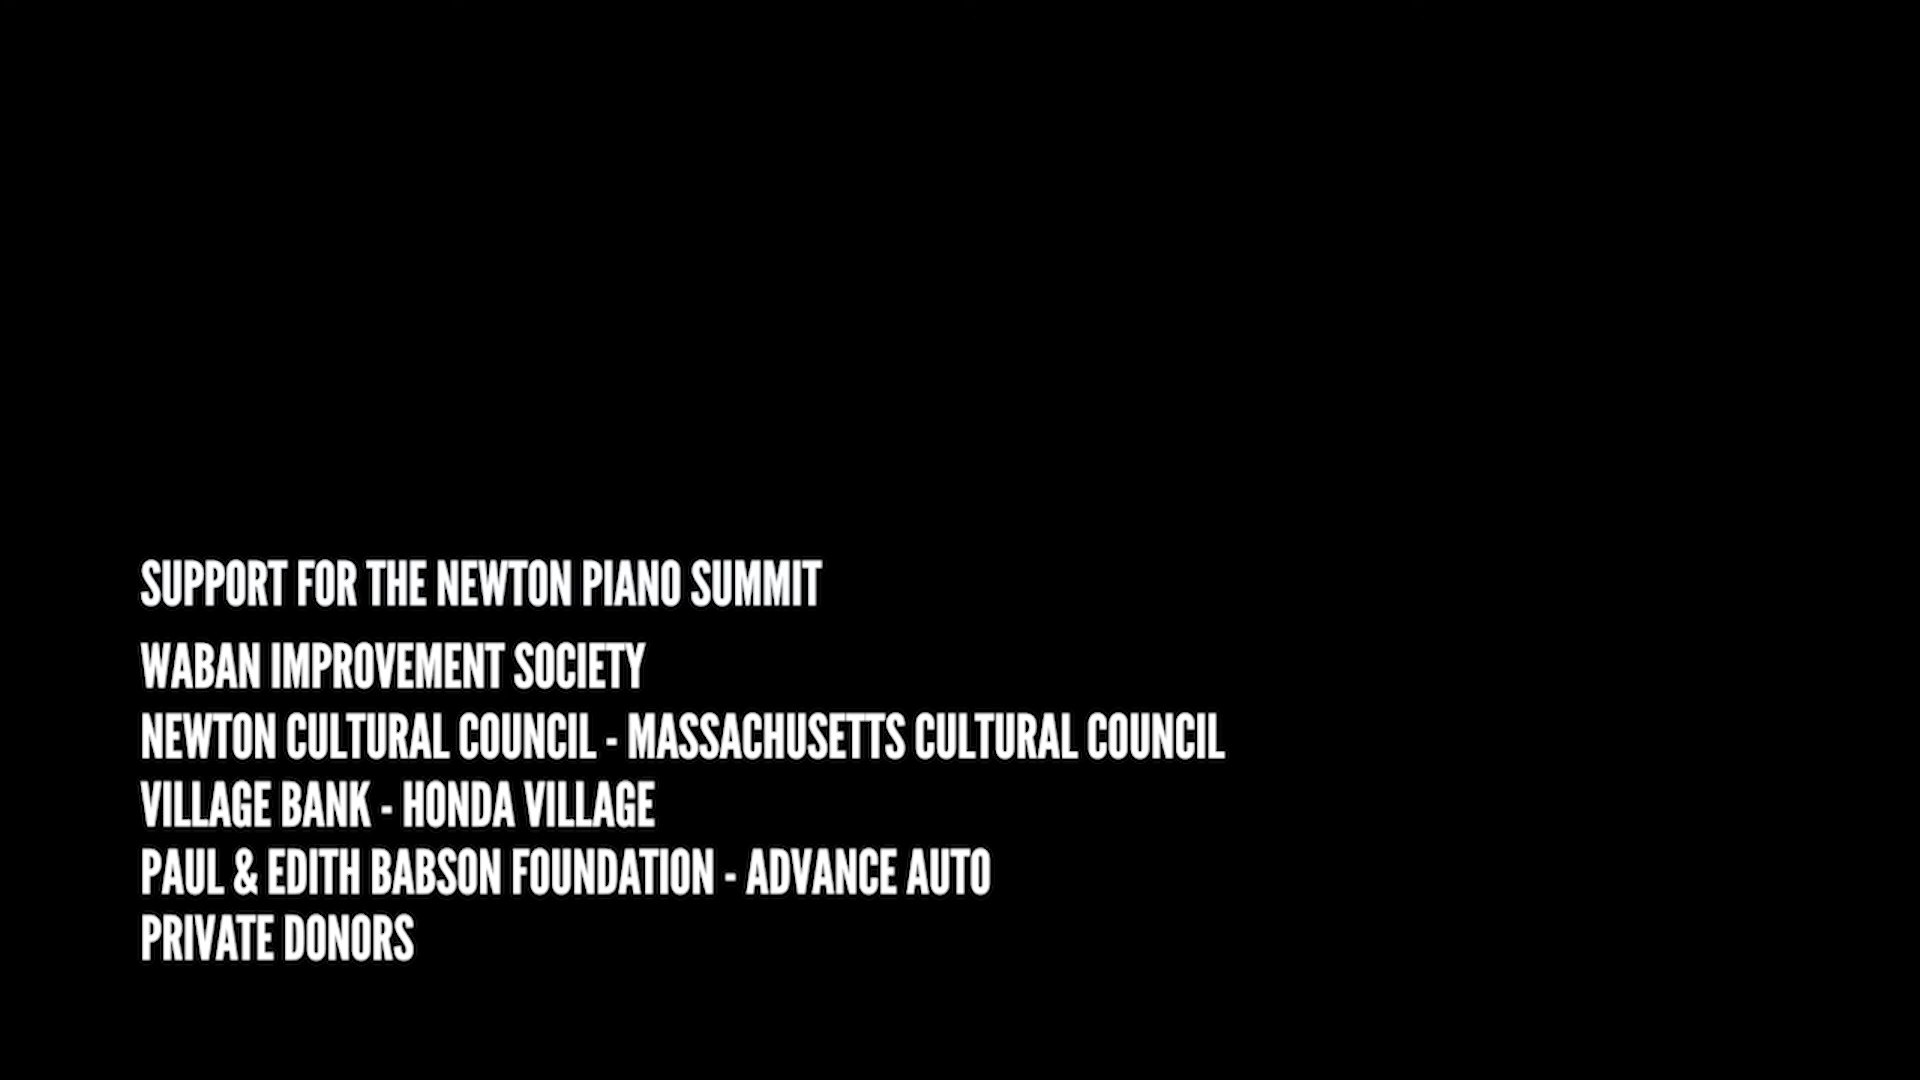 SUPPORT FOR THE NEWTON PIANO SUMMIT
WABAN IMPROVEMENT SOCIETY
NEWTON CULTURAL COUNCIL - MASSACHUSETTS CULTURAL COUNCIL
VILLAGE BANK - HONDA VILLAGE
PAUL & EDITH BABSON FOUNDATION - ADVANCE AUTO
PRIVATE DONORS